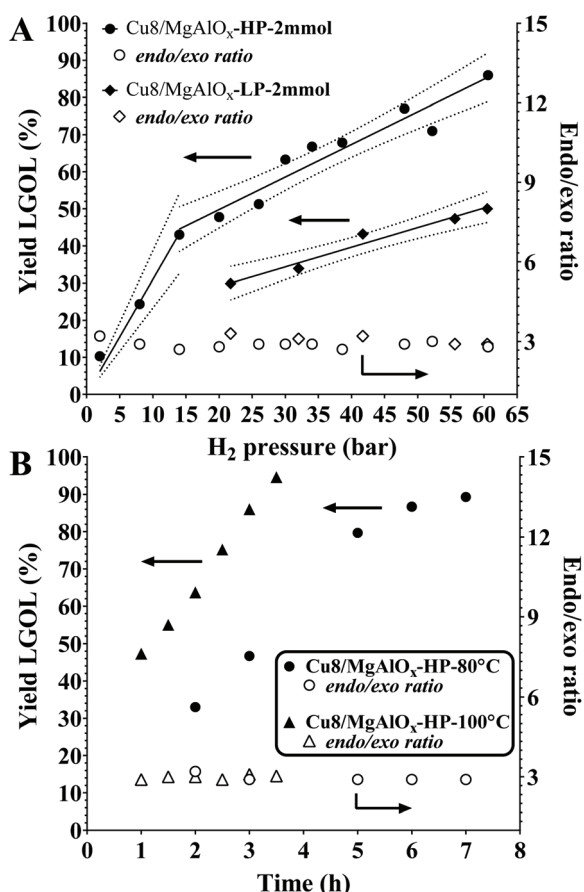 A
Cu8/MgAlOx-HP-2mmol
endo/exo ratio
Cu8/MgAlOx-LP-2mmol
endo/exo ratio
Yield LGOL (%)
100
90
80
70
60
50
40
30
20
10
0
15
12
9
6
3
Endo/exo ratio
0 5 10 15 20 25 30 35 40 45 50 55 60 65
H2 pressure (bar)
B
Yield LGOL (%)
100
90
80
70
60
50
40
30
20
10
0
15
12
9
6
3
Endo/exo ratio
Cu8/MgAlOx-HP-80°C
endo/exo ratio
Cu8/MgAlOx-HP-100°C
endo/exo ratio
0 1 2 3 4 5 6 7 8
Time (h)